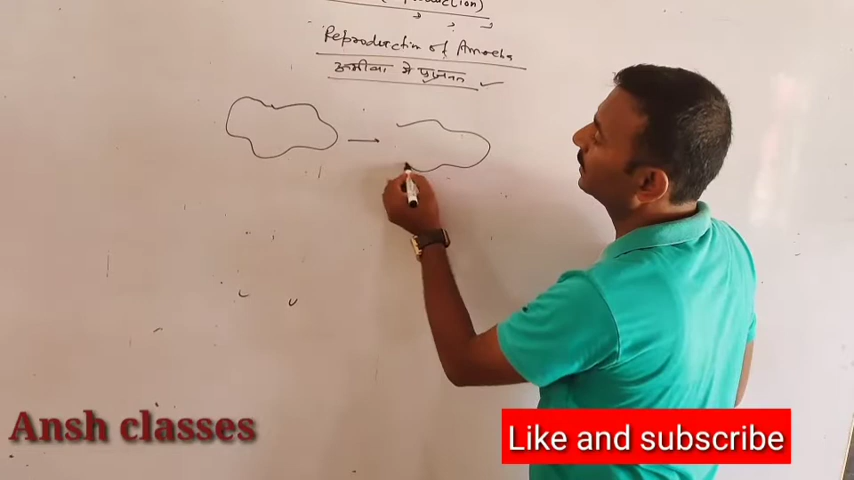 Reproduction of Amoeba
अमीबा मे प्रजनन
Ansh classes
Like and subscribe